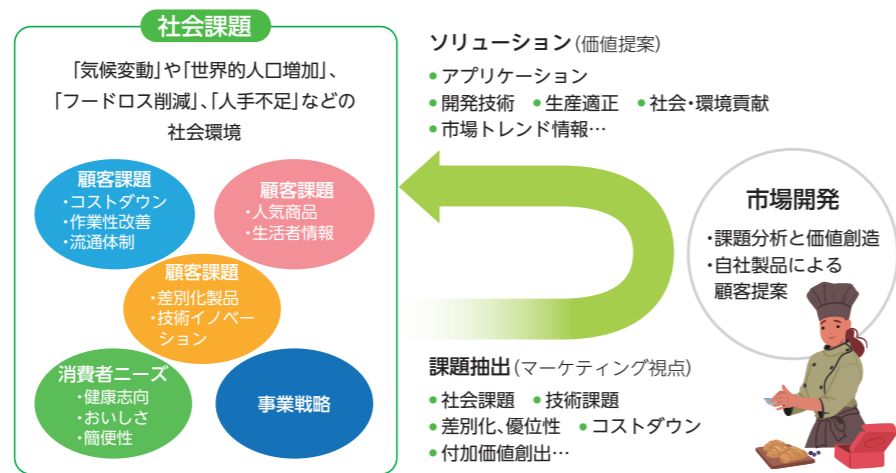 社会課題
「気候変動」や「世界的人口増加」、
「フードロス削減」、「人手不足」などの
社会環境
顧客課題
・コストダウン
・作業性改善
・流通体制
顧客課題
・人気商品
・生活者情報
顧客課題
・差別化製品
・技術イノベー
ション
消費者ニーズ
・健康志向
・おいしさ
・簡便性
事業戦略
ソリューション(価値提案)
• アプリケーション
• 開発技術 • 生産適正 • 社会・環境貢献
• 市場トレンド情報…
市場開発
・課題分析と価値創造
・自社製品による
顧客提案
課題抽出(マーケティング視点)
• 社会課題 • 技術課題
• 差別化、優位性 • コストダウン
• 付加価値創出…